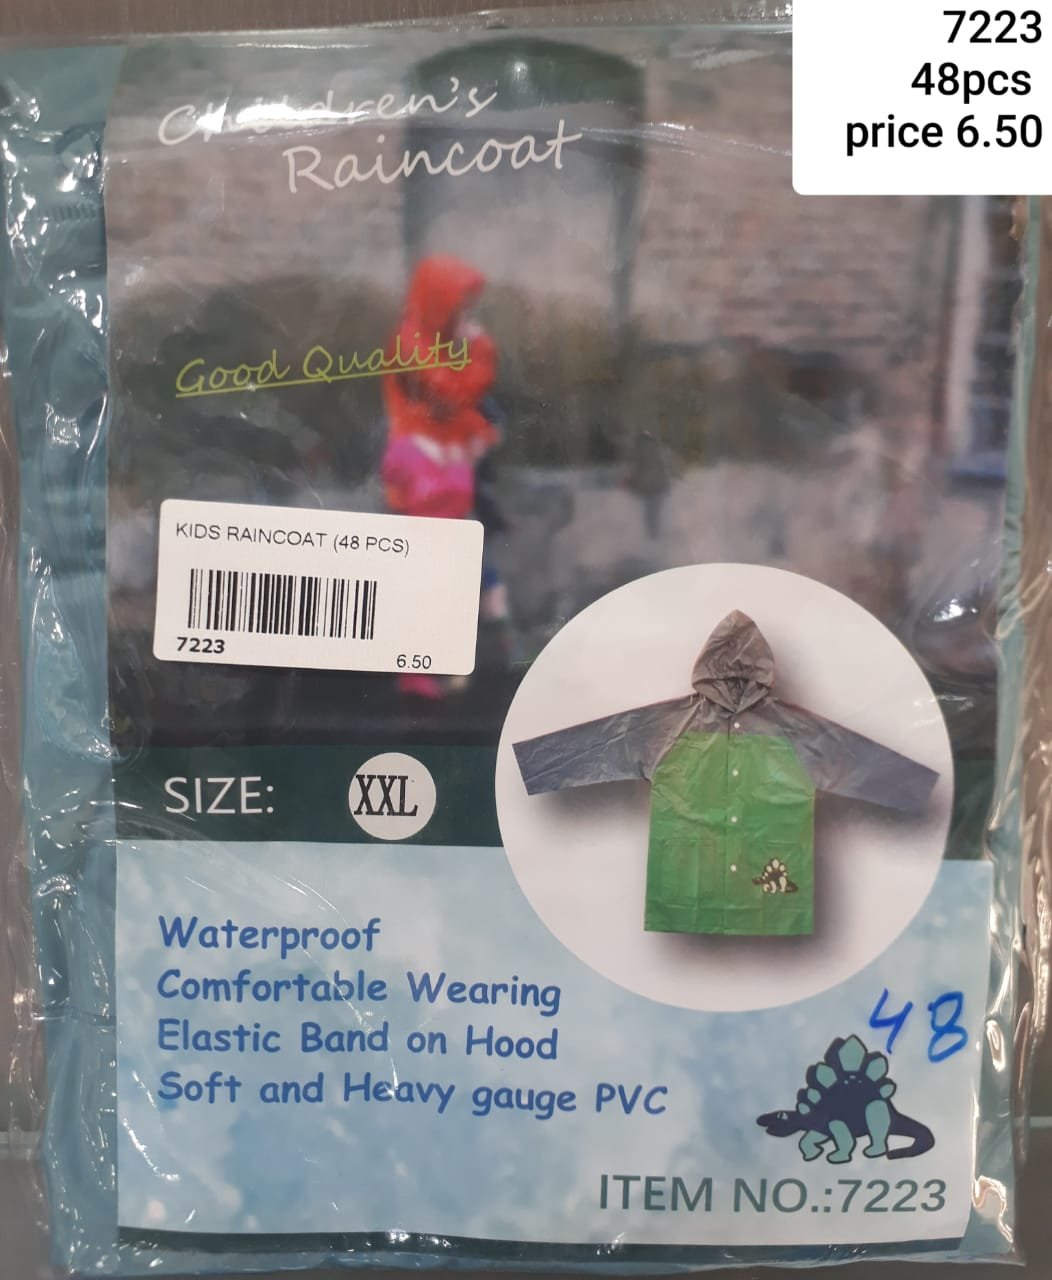 7223
48pcs
price 6.50
Children's
Raincoat
Good Quality
KIDS RAINCOAT (48 PCS)
7223
6.50
SIZE: XXL
Waterproof
Comfortable Wearing
Elastic Band on Hood
Soft and Heavy gauge PVC
48
ITEM NO.:7223